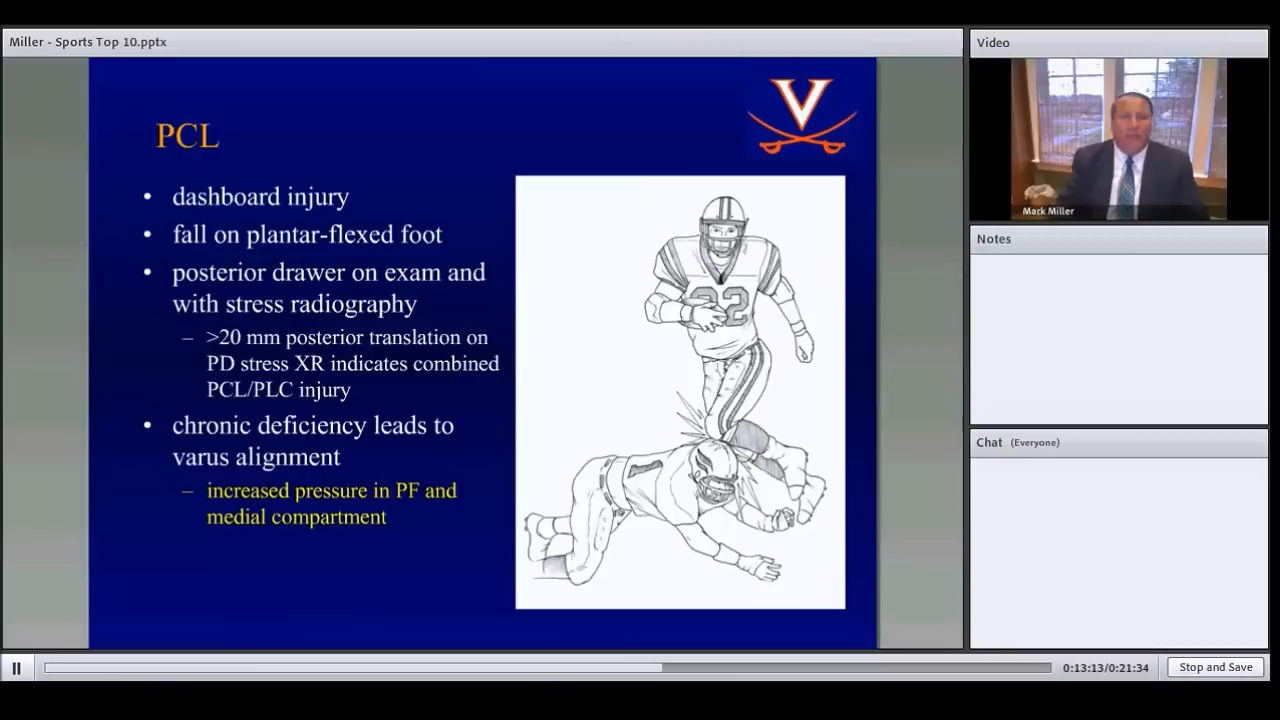 Miller - Sports Top 10.pptx
V
PCL
• dashboard injury
• fall on plantar-flexed foot
• posterior drawer on exam and
with stress radiography
– >20 mm posterior translation on
PD stress XR indicates combined
PCL/PLC injury
• chronic deficiency leads to
varus alignment
– increased pressure in PF and
medial compartment
Video
Mark Miller
Notes
Chat (Everyone)
0:13:13/0:21:34
Stop and Save